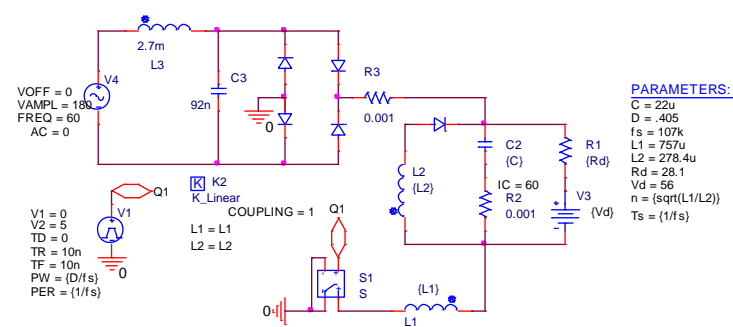 2.7m
L3
V4
VOFF = 0
VAMPL = 180
FREQ = 60
AC = 0
C3
92n
0
R3
0.001
PARAMETERS:
C = 22u
D = .405
fs = 107k
L1 = 757u
L2 = 278.4u
Rd = 28.1
Vd = 56
n = {sqrt(L1/L2)}
Ts = {1/fs}
C2
{C}
R1
{Rd}
L2
{L2}
IC = 60
R2
0.001
V3
{Vd}
K K2
K_Linear
COUPLING = 1
L1 = L1
L2 = L2
Q1
V1
V1 = 0
V2 = 5
TD = 0
TR = 10n
TF = 10n
PW = {D/fs}
PER = {1/fs}
0
Q1
S1
S
0
{L1}
L1
+
-
+
-